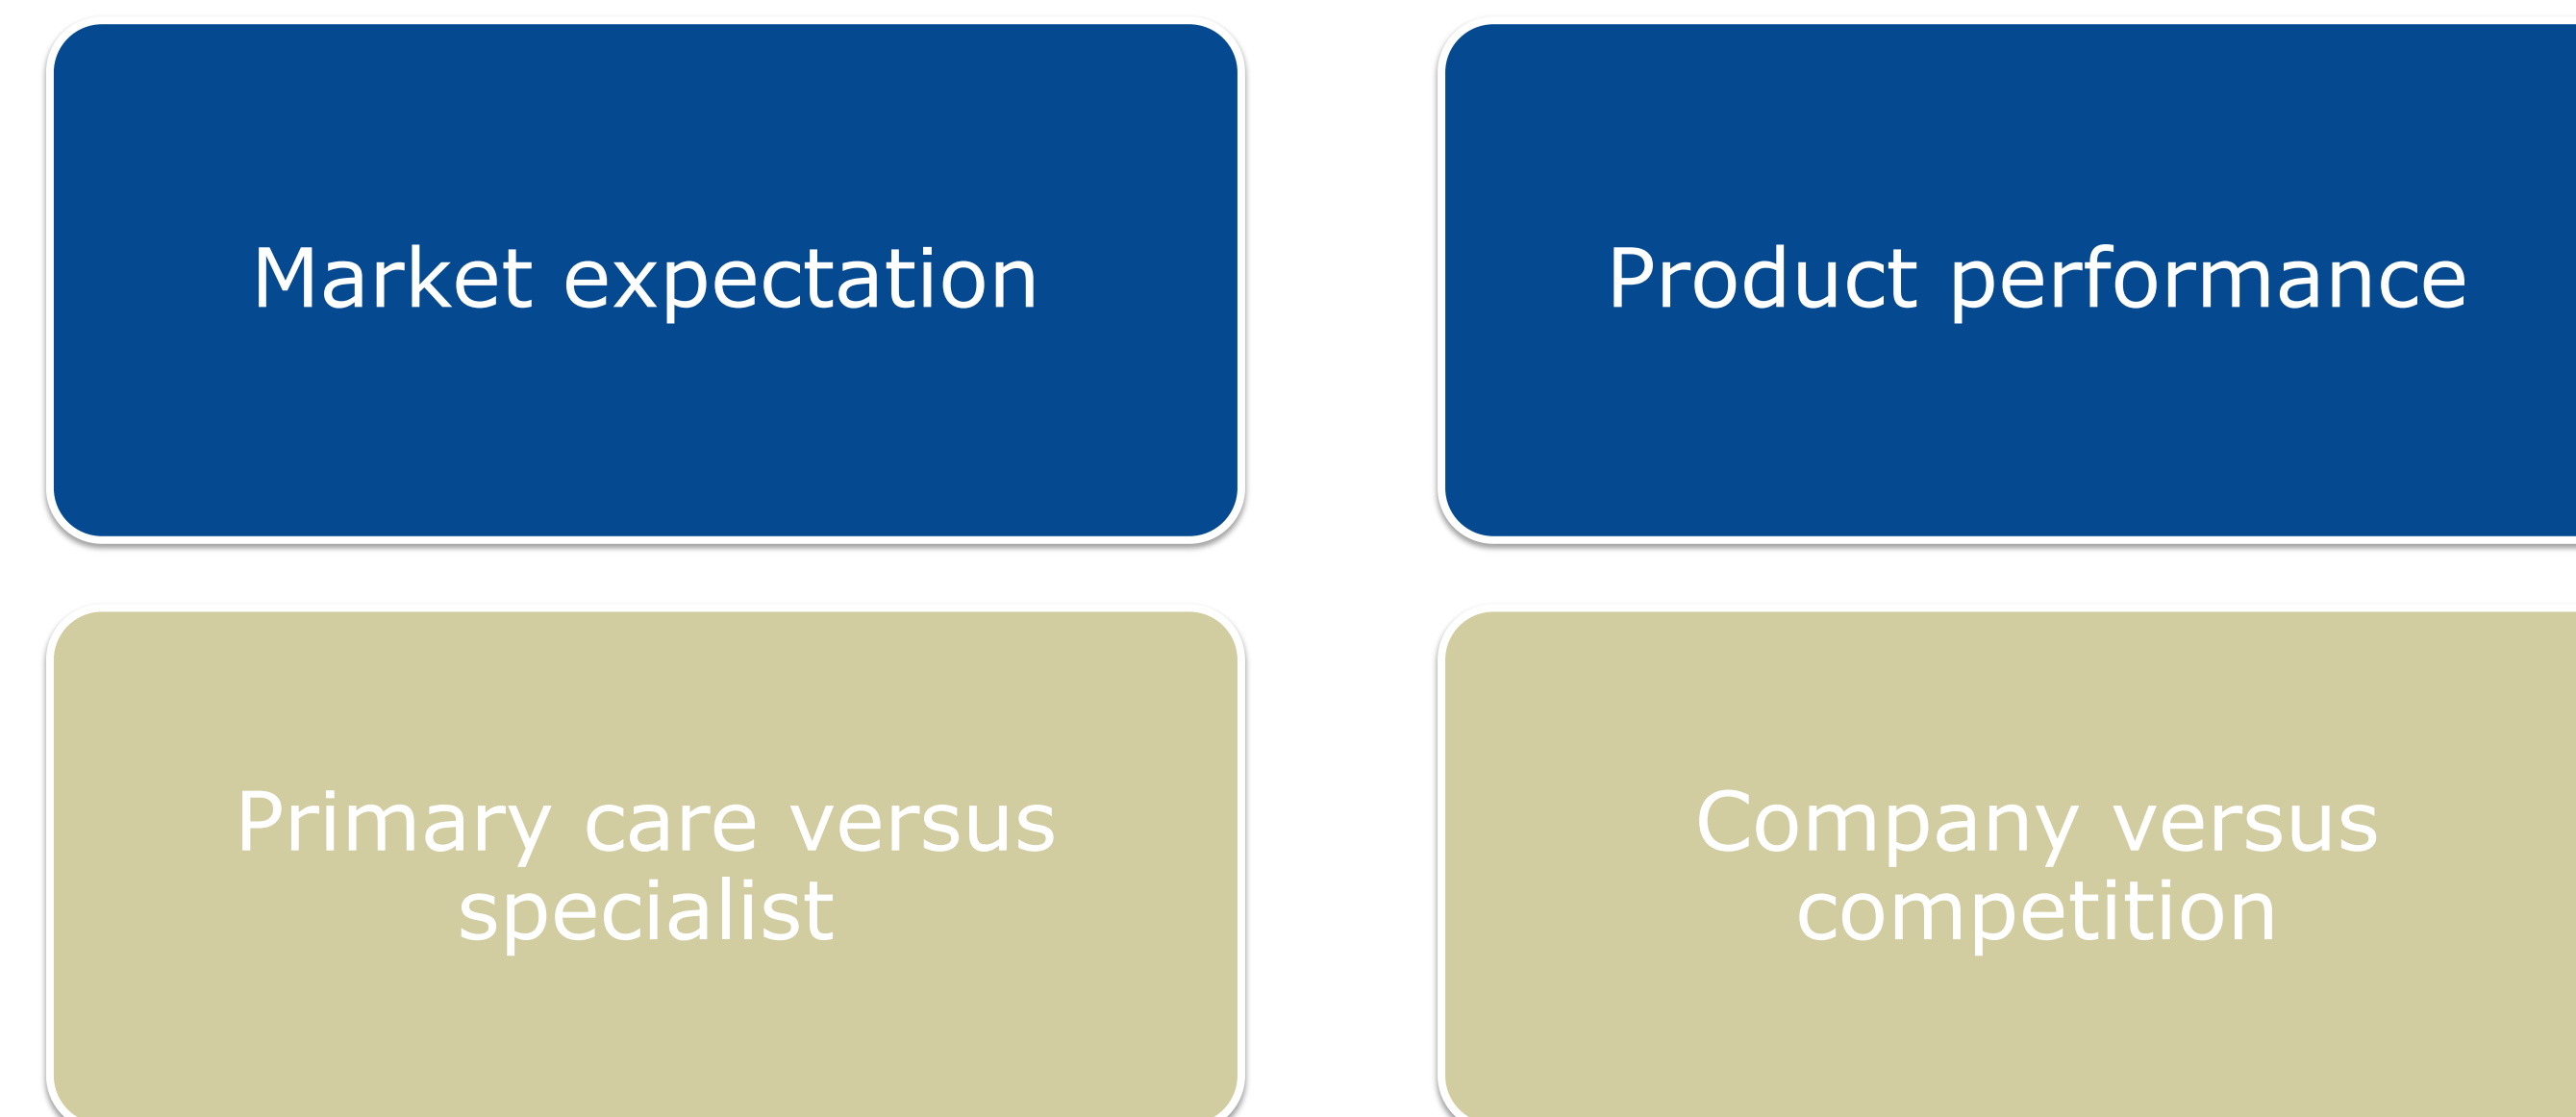 Market expectation
Product performance
Primary care versus
specialist
Company versus
competition